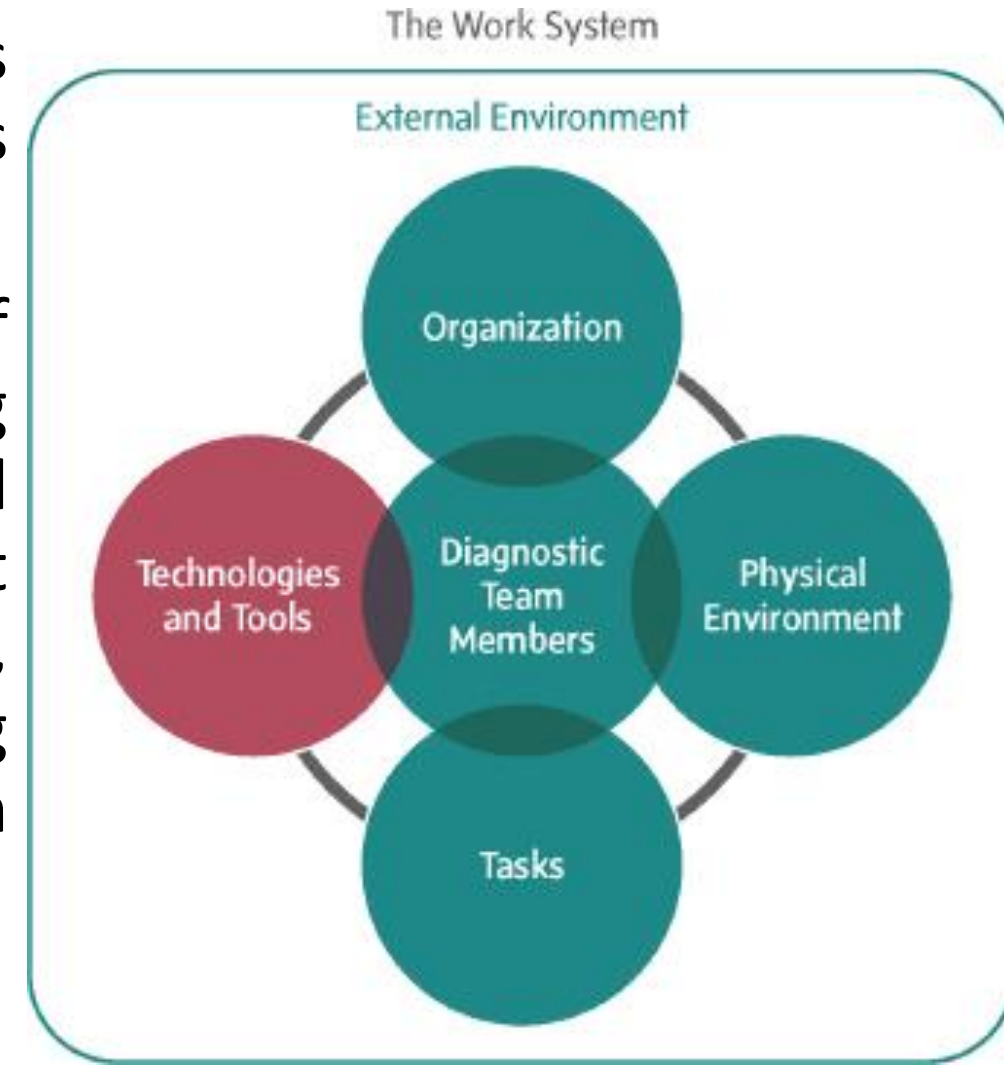 The Work System
External Environment
Organization
Technologies
and Tools
Diagnostic
Team
Members
Physical
Environment
Tasks